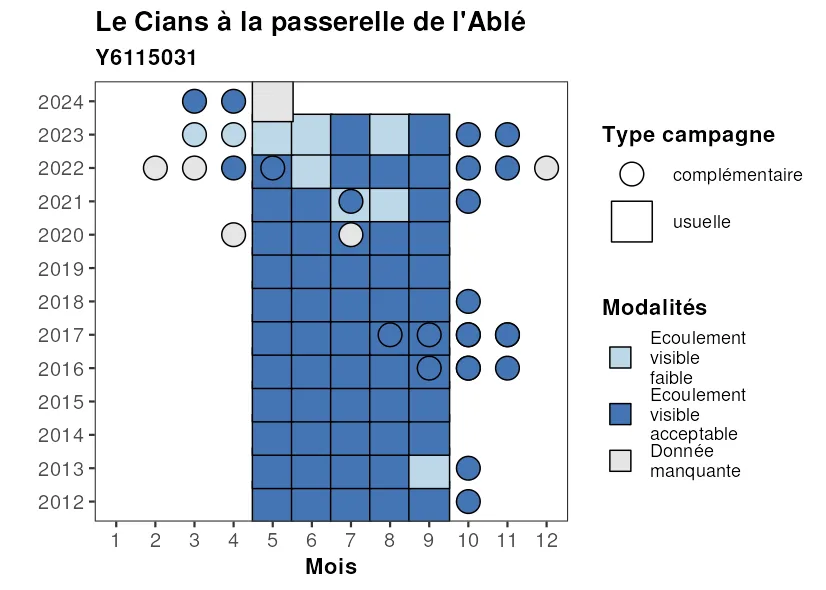 Le Cians à la passerelle de l'Ablé
Y6115031
2024
2023
2022
2021
2020
2019
2018
2017
2016
2015
2014
2013
2012
1 2 3 4 5 6 7 8 9 10 11 12
Mois
Type campagne
complémentaire
usuelle
Modalités
Ecoulement
visible
faible
Ecoulement
visible
acceptable
Donnée
manquante